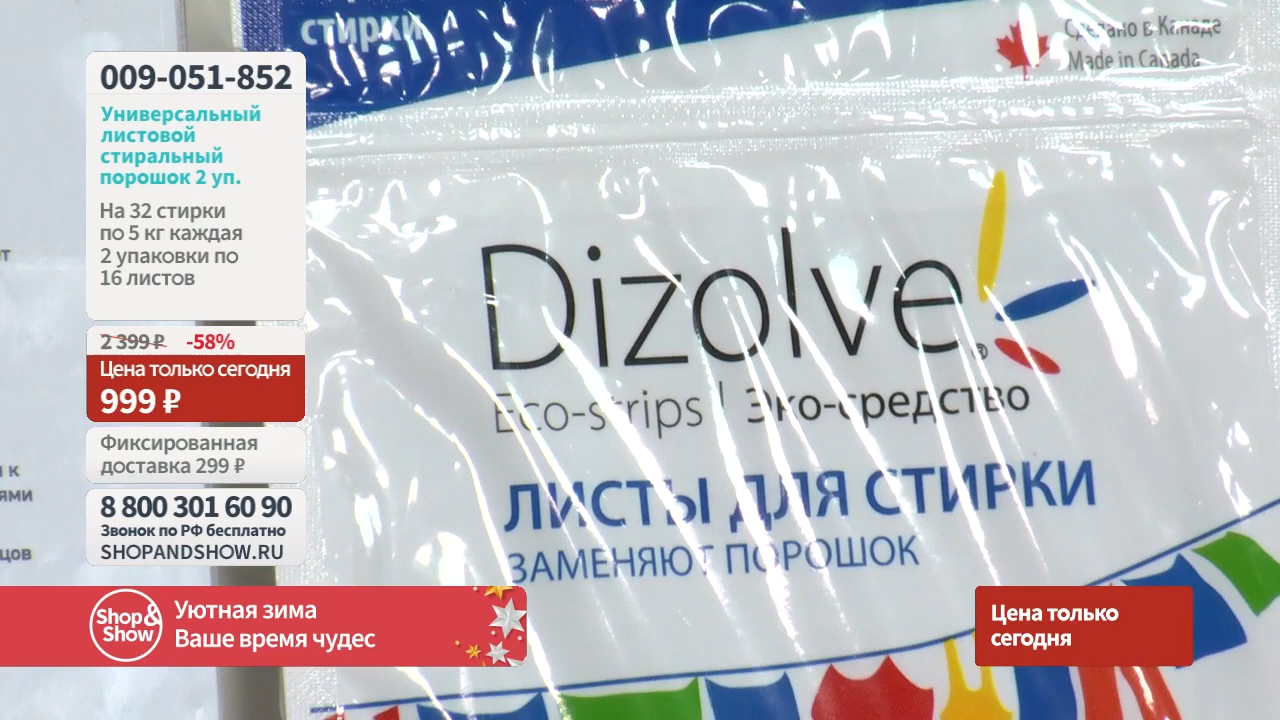 009-051-852
Универсальный
листовой
стиральный
порошок 2 уп.
На 32 стирки
по 5 кг каждая
2 упаковки по
16 листов
2 399 ₽ -58%
Цена только сегодня
999 ₽
Фиксированная
доставка 299 ₽
8 800 301 60 90
Звонок по РФ бесплатно
SHOPANDSHOW.RU
Shop&
Show
Уютная зима
Ваше время чудес
стирки
Сделано в Канаде
Made in Canada
Dizolve®
Eco-strips | Эко-средство
ЛИСТЫ ДЛЯ СТИРКИ
ЗАМЕНЯЮТ ПОРОШОК
Цена только
сегодня